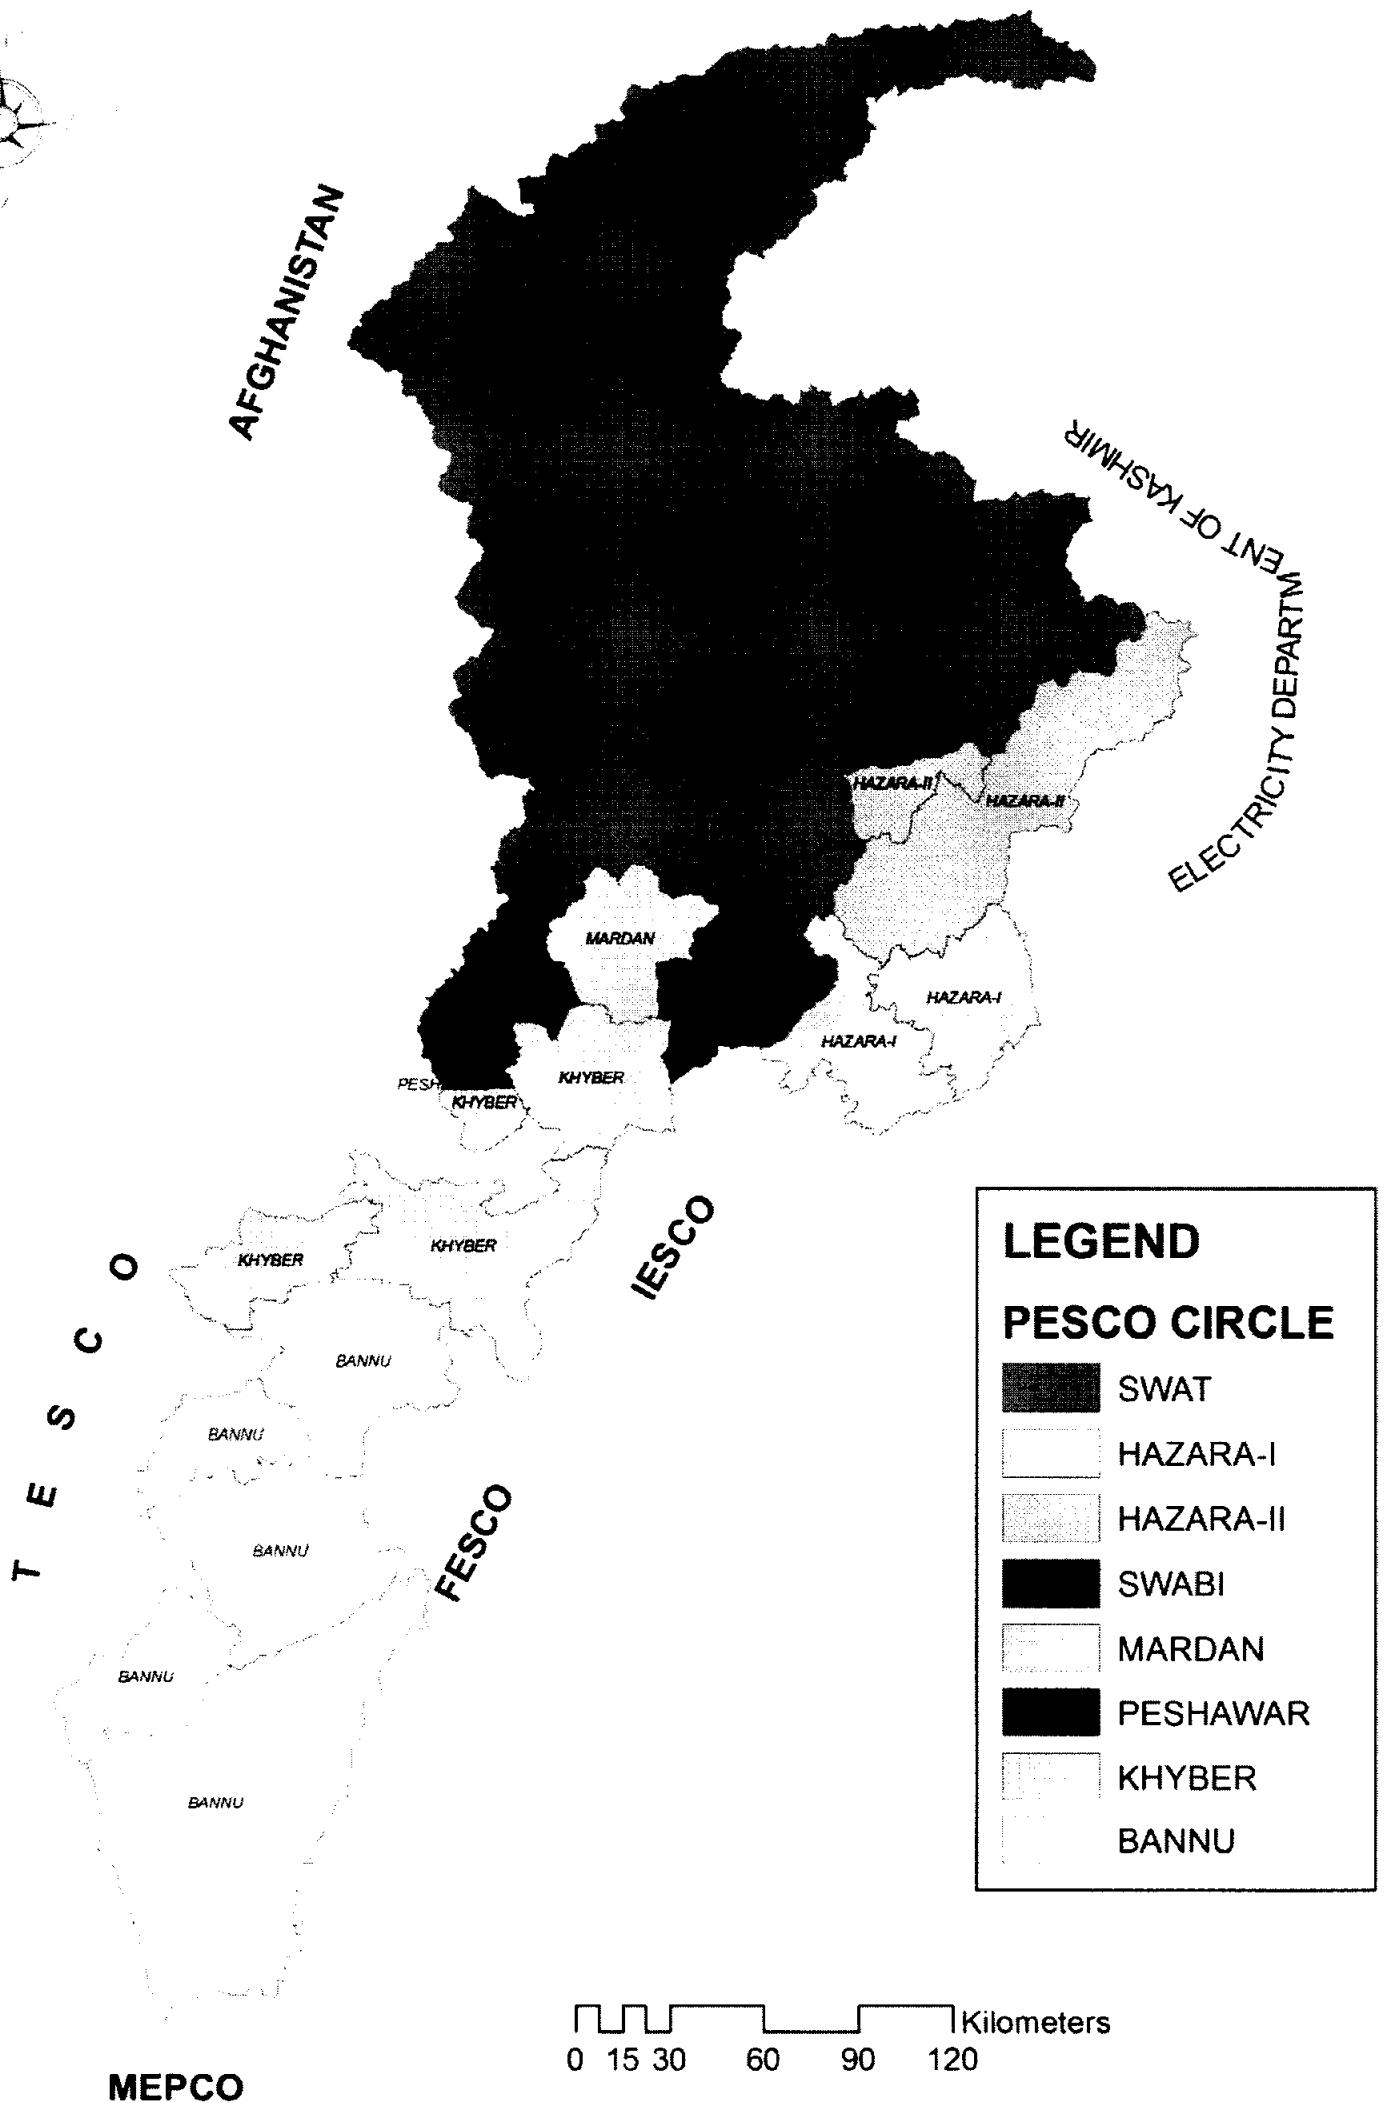 AFGHANISTAN
ELECTRICITY DEPARTMENT OF KASHMIR
HAZARA-II
HAZARA-II
MARDAN
HAZARA-I
HAZARA-I
KHYBER
PESH
KHYBER
KHYBER
KHYBER
IESCO
TESCO
BANNU
BANNU
BANNU
FESCO
BANNU
BANNU
LEGEND
PESCO CIRCLE
SWAT
HAZARA-I
HAZARA-II
SWABI
MARDAN
PESHAWAR
KHYBER
BANNU
Kilometers
0 15 30 60 90 120
MEPCO